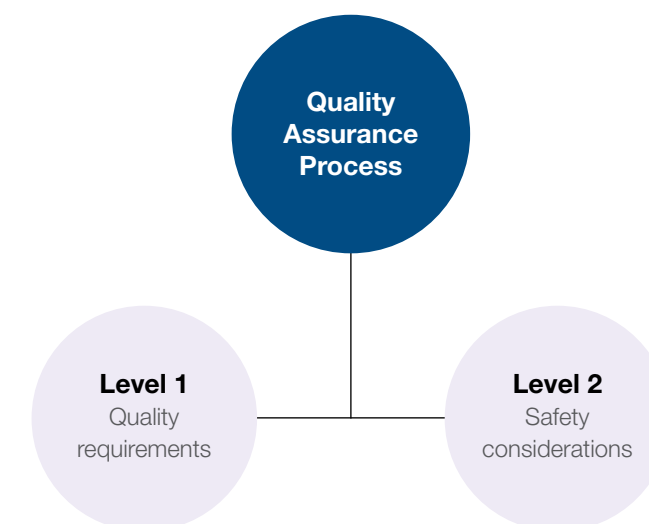 Quality
Assurance
Process
Level 1
Quality
requirements
Level 2
Safety
considerations